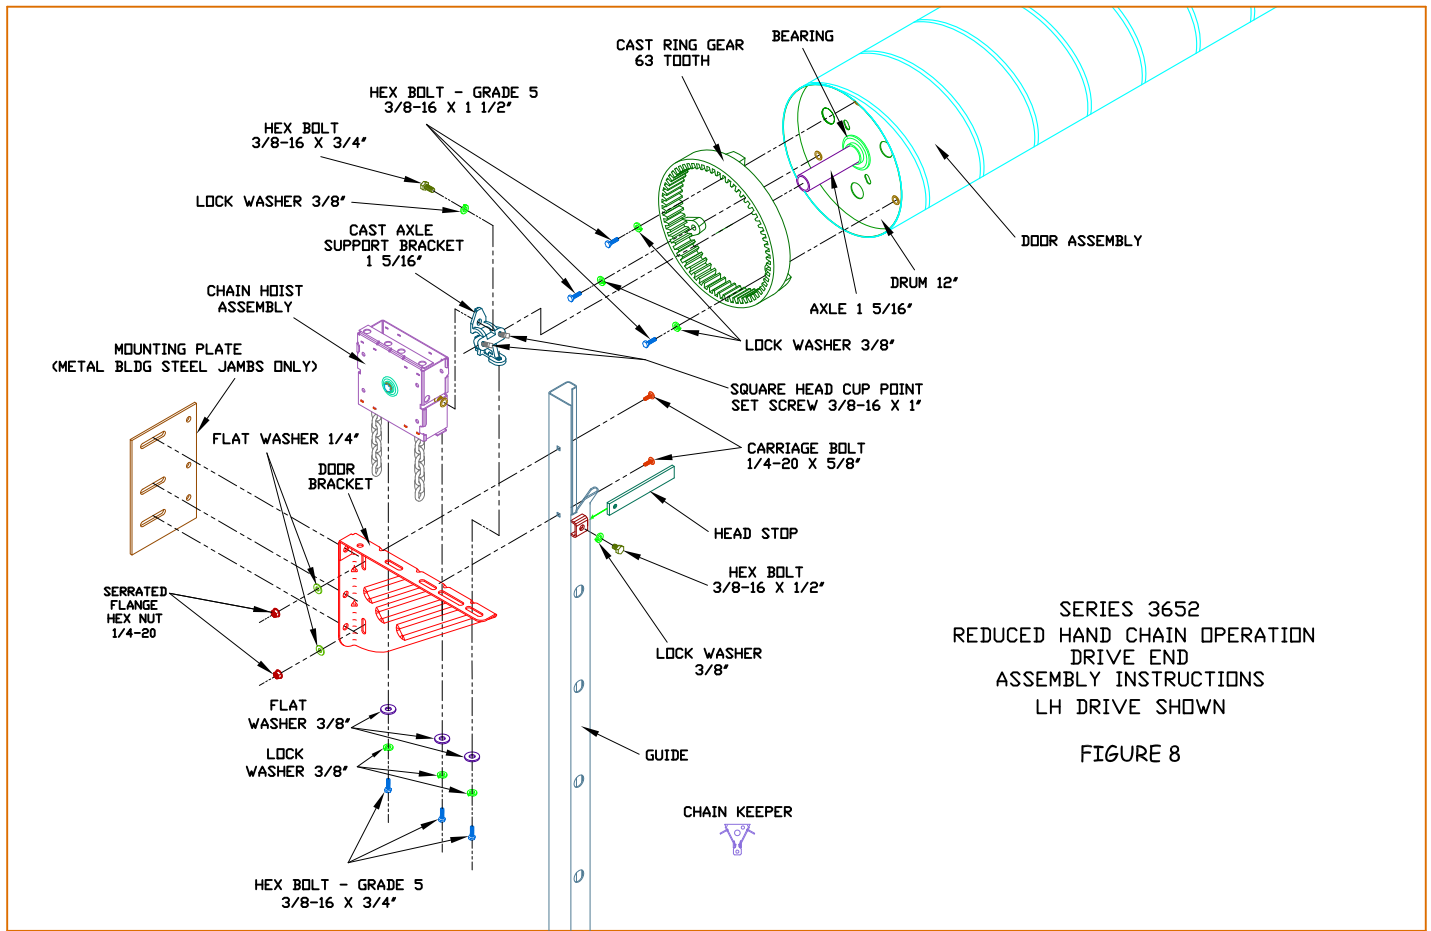 BEARING
CAST RING GEAR
63 TOOTH
HEX BOLT - GRADE 5
3/8-16 X 1 1/2"
HEX BOLT
3/8-16 X 3/4"
LOCK WASHER 3/8"
CAST AXLE
SUPPORT BRACKET
1 5/16"
DOOR ASSEMBLY
DRUM 12"
AXLE 1 5/16"
CHAIN HOIST
ASSEMBLY
LOCK WASHER 3/8"
MOUNTING PLATE
(METAL BLDG STEEL JAMBS ONLY)
SQUARE HEAD CUP POINT
SET SCREW 3/8-16 X 1"
FLAT WASHER 1/4"
CARRIAGE BOLT
1/4-20 X 5/8"
DOOR
BRACKET
HEAD STOP
HEX BOLT
3/8-16 X 1/2"
SERRATED
FLANGE
HEX NUT
1/4-20
LOCK WASHER
3/8"
SERIES 3652
REDUCED HAND CHAIN OPERATION
DRIVE END
ASSEMBLY INSTRUCTIONS
LH DRIVE SHOWN
FIGURE 8
FLAT
WASHER 3/8"
LOCK
WASHER 3/8"
GUIDE
CHAIN KEEPER
HEX BOLT - GRADE 5
3/8-16 X 3/4"